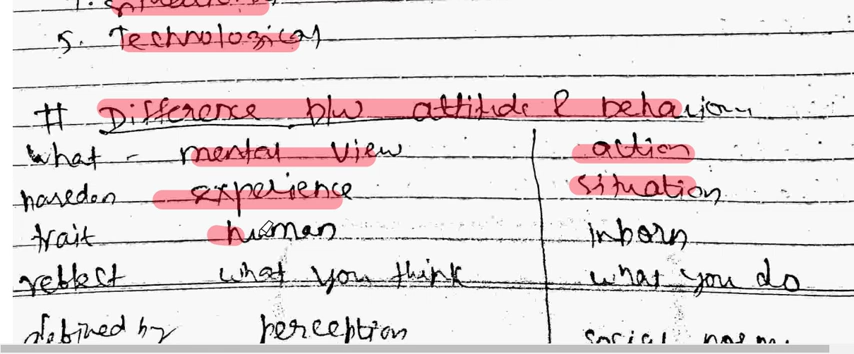 5. Technological
# Difference b/w attitude & behaviour
what - mental view action
basedon experience situation
trait human inborn
reflect what you think what you do
defined by perception social norm